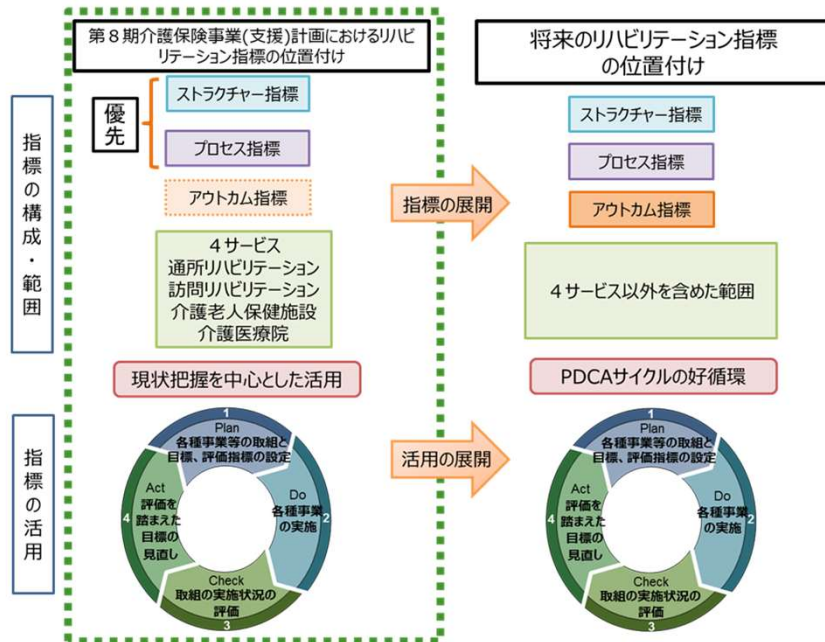 第８期介護保険事業(支援)計画におけるリハビ
リテーション指標の位置付け
将来のリハビリテーション指標
の位置付け
指標の構成・範囲
優先
ストラクチャー指標
プロセス指標
アウトカム指標
４サービス
通所リハビリテーション
訪問リハビリテーション
介護老人保健施設
介護医療院
指標の展開
ストラクチャー指標
プロセス指標
アウトカム指標
４サービス以外を含めた範囲
指標の活用
現状把握を中心とした活用
1
Plan
各種事業等の取組と
目標、評価指標の設定
Do
各種事業
の実施
2
Check
取組の実施状況の
評価
3
Act
評価を
踏まえた
目標の
見直し
4
活用の展開
PDCAサイクルの好循環
1
Plan
各種事業等の取組と
目標、評価指標の設定
Do
各種事業
の実施
2
Check
取組の実施状況の
評価
3
Act
評価を
踏まえた
目標の
見直し
4